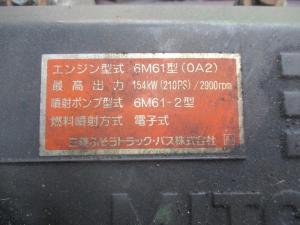 エンジン型式 6M61型(0A2)
最高出力 154kW(210PS)/2900rpm
噴射ポンプ型式 6M61-2型
燃料噴射方式 電子式
三菱ふそうトラック・バス株式会社
MITS